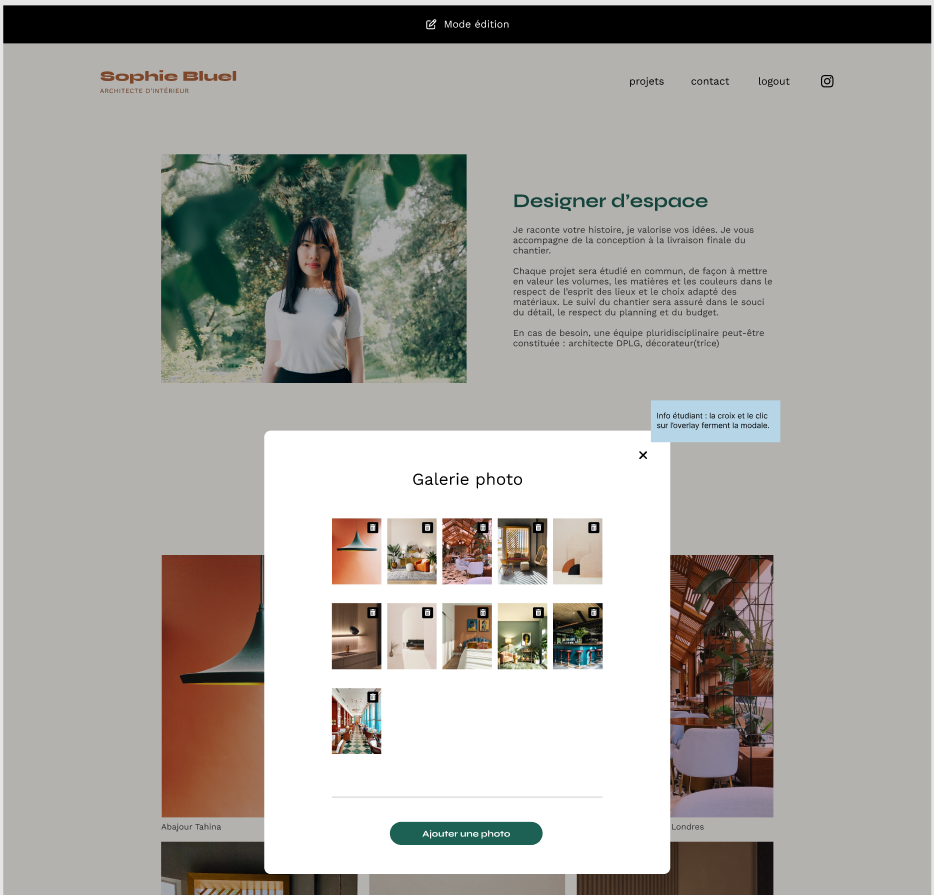 Mode édition
Sophie Bluel
ARCHITECTE D'INTÉRIEUR
projets
contact
logout
Designer d'espace
Je raconte votre histoire, je valorise vos idées. Je vous
accompagne de la conception à la livraison finale du
chantier.
Chaque projet sera étudié en commun, de façon à mettre
en valeur les volumes, les matières et les couleurs dans le
respect de l'esprit des lieux et le choix adapté des
matériaux. Le suivi du chantier sera assuré dans le souci
du détail, le respect du planning et du budget.
En cas de besoin, une équipe pluridisciplinaire peut-être
constituée : architecte DPLG, décorateur(trice)
Info étudiant : la croix et le clic
sur l'overlay ferment la modale.
Galerie photo
Abajour Tahina
Londres
Ajouter une photo